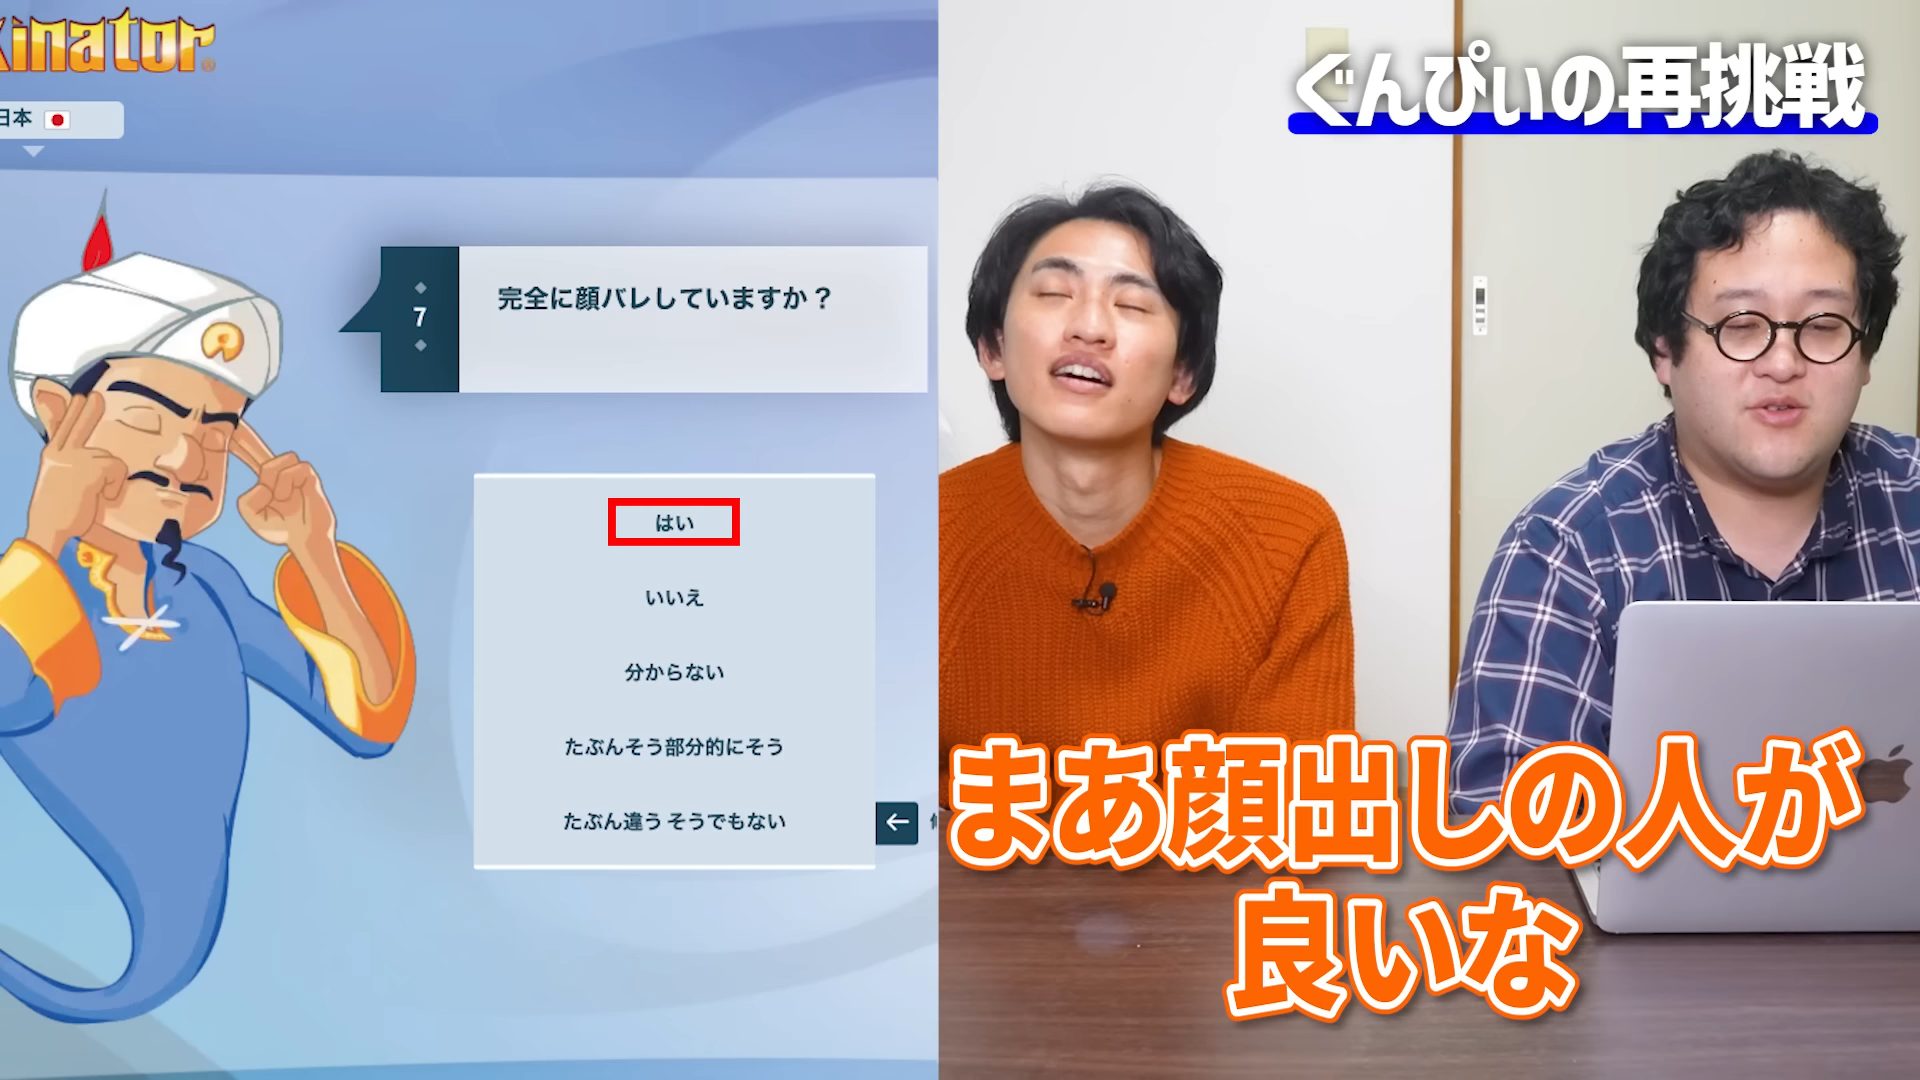 kinator®
日本
7
完全に顔バレしていますか？
はい
いいえ
分からない
たぶんそう部分的にそう
たぶん違う そうでもない
ぐんぴぃの再挑戦
まあ顔出しの人が
良いな